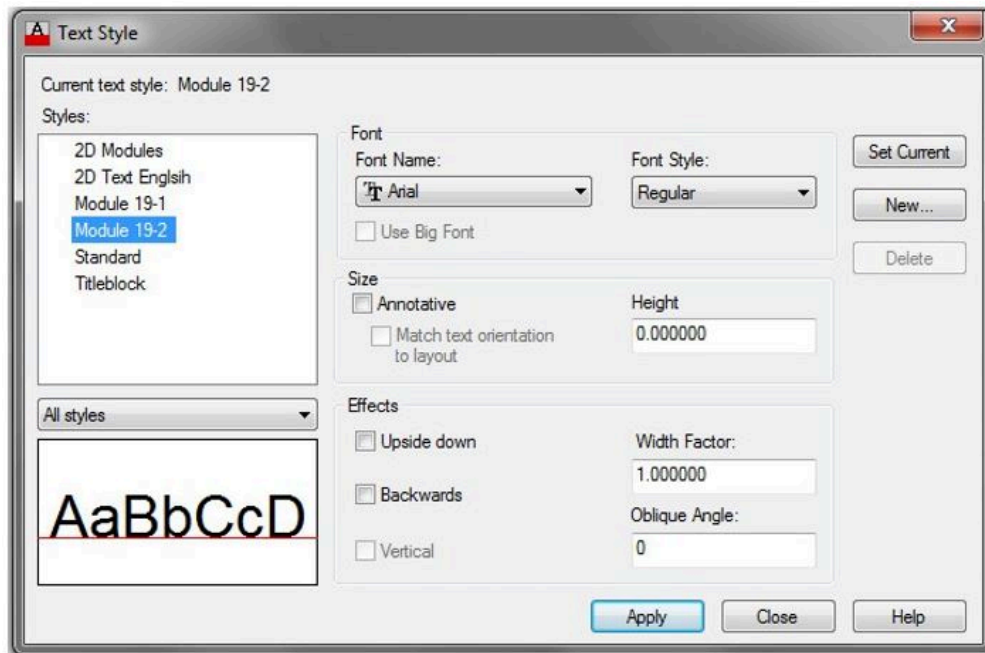 Text Style
Current text style: Module 19-2
Styles:
2D Modules
2D Text Englsih
Module 19-1
Module 19-2
Standard
Titleblock
All styles
AaBbCcD
Font
Font Name:
Arial
Use Big Font
Font Style:
Regular
Size
Annotative
Match text orientation
to layout
Height
0.000000
Effects
Upside down
Backwards
Vertical
Width Factor:
1.000000
Oblique Angle:
0
Set Current
New...
Delete
Apply
Close
Help